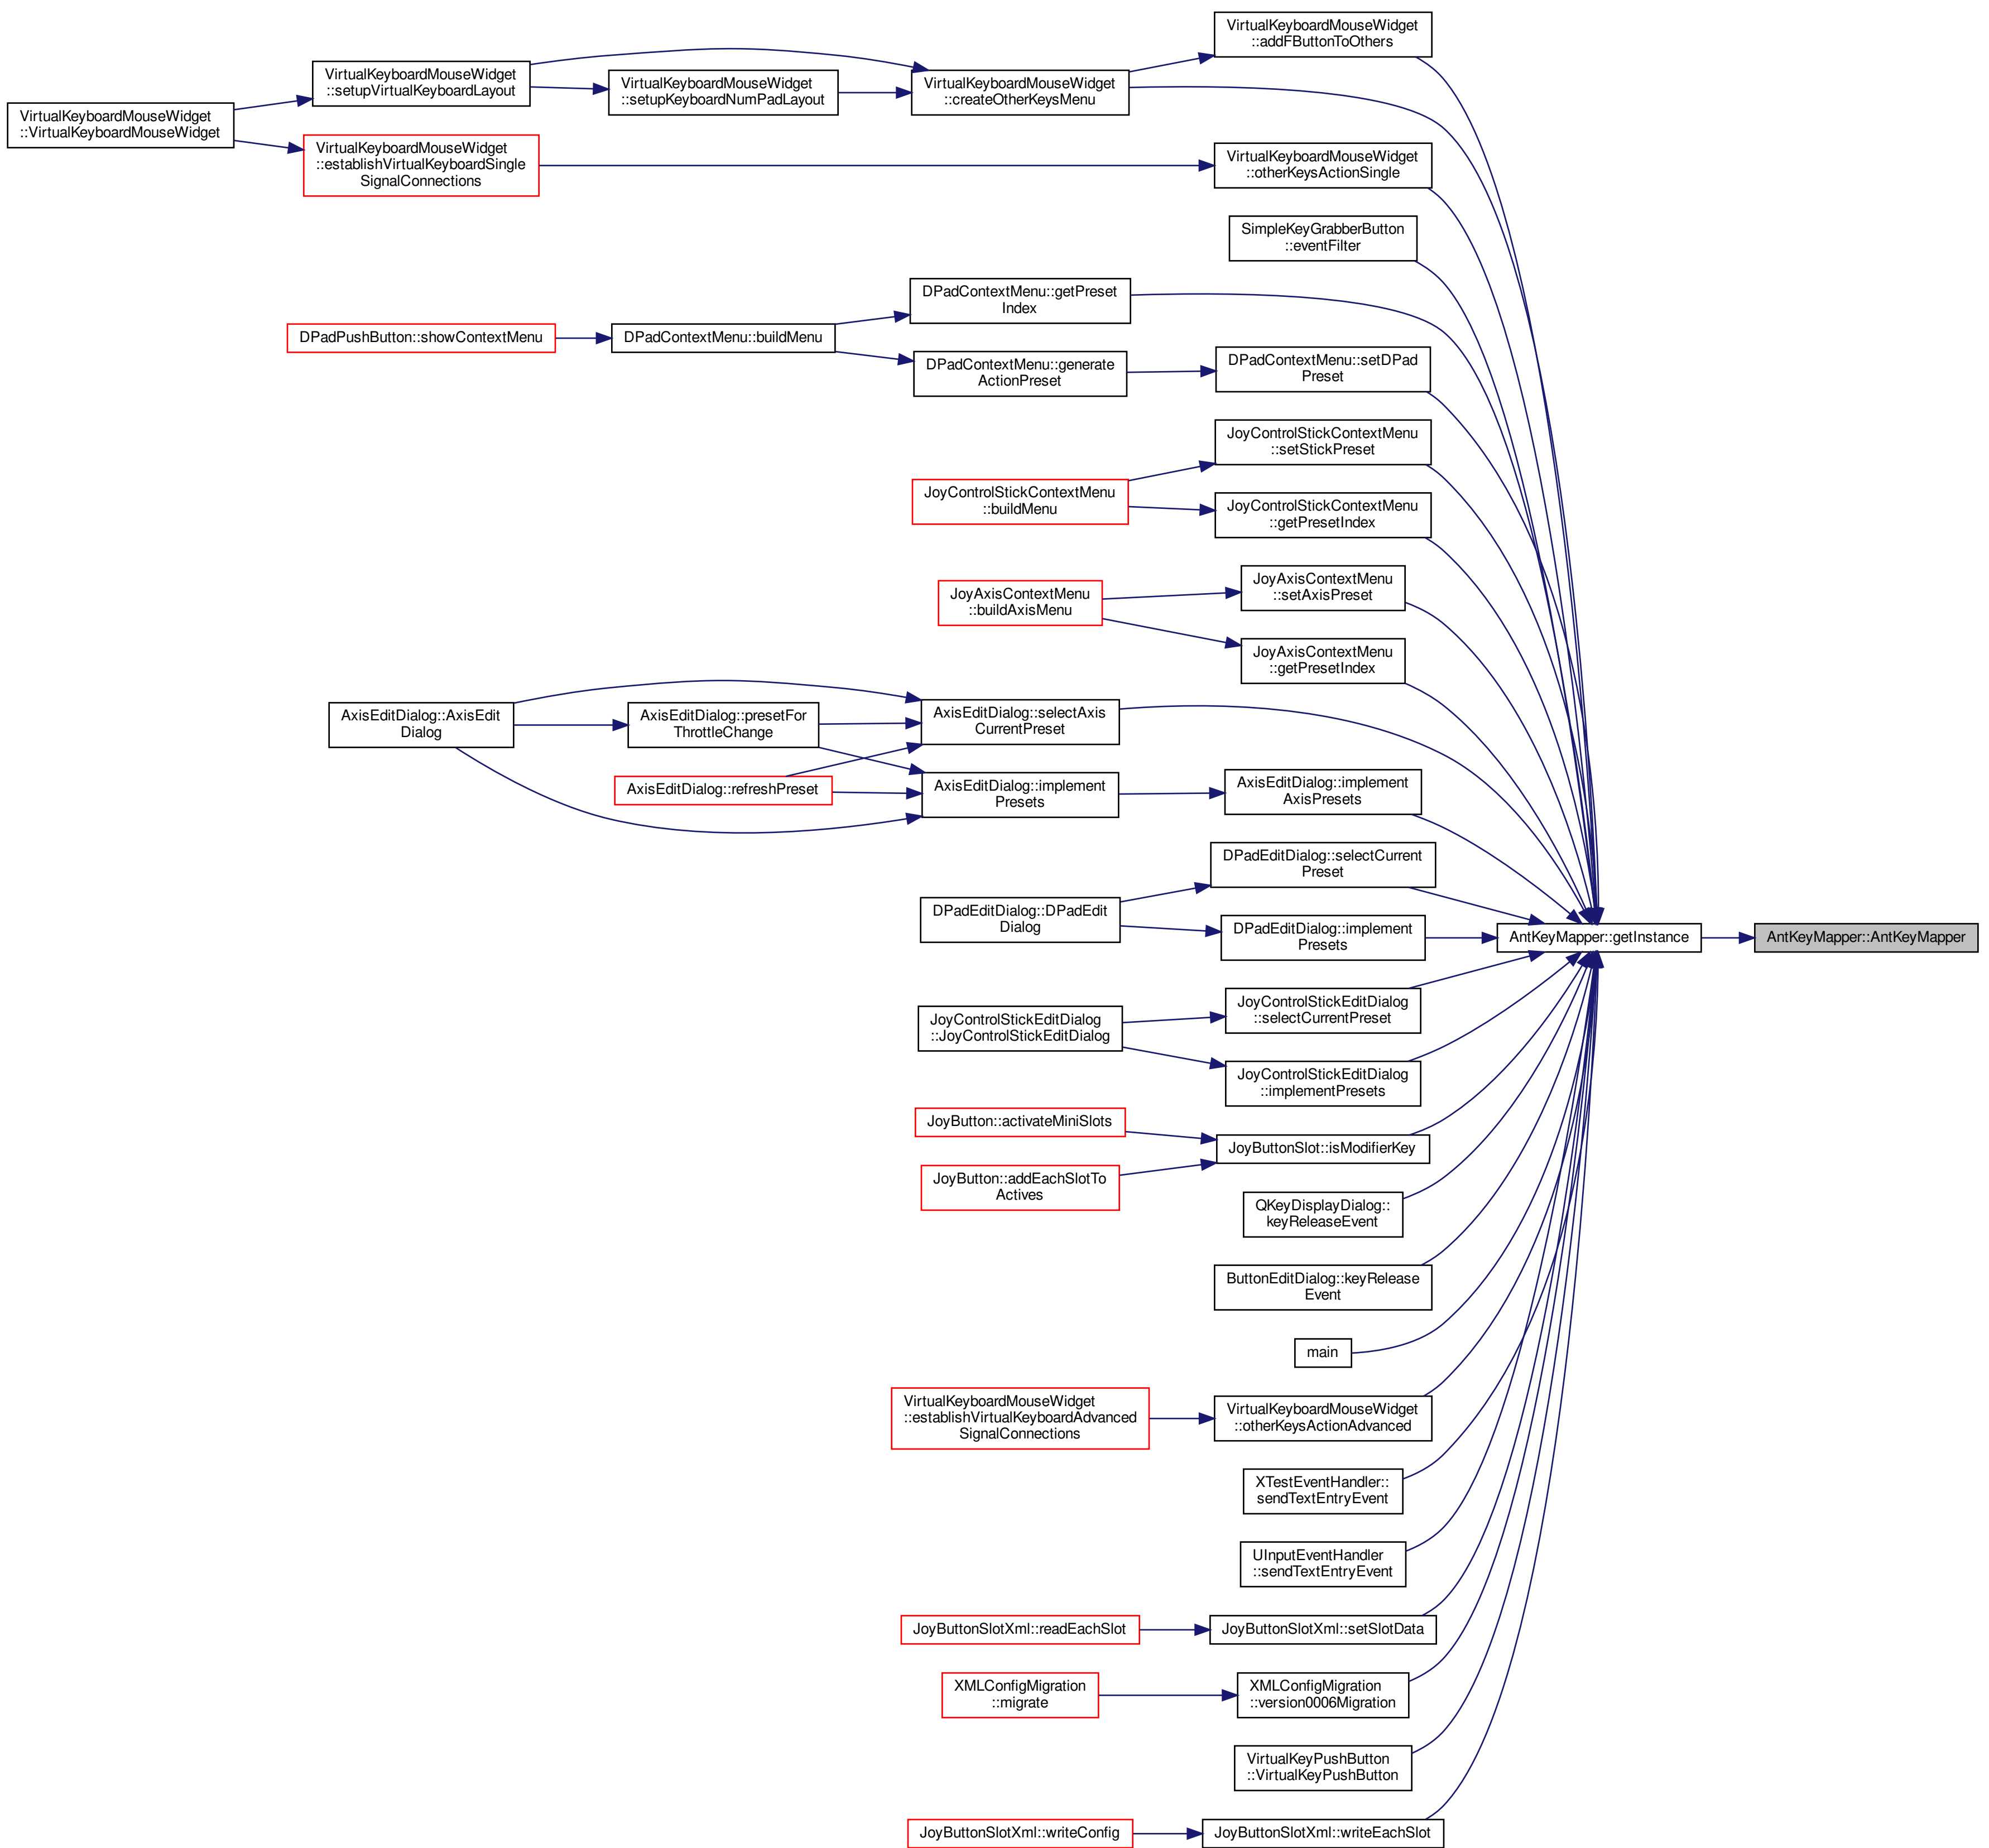 VirtualKeyboardMouseWidget
::addFButtonToOthers
VirtualKeyboardMouseWidget
::setupVirtualKeyboardLayout
VirtualKeyboardMouseWidget
::setupKeyboardNumPadLayout
VirtualKeyboardMouseWidget
::createOtherKeysMenu
VirtualKeyboardMouseWidget
::VirtualKeyboardMouseWidget
VirtualKeyboardMouseWidget
::establishVirtualKeyboardSingle
SignalConnections
VirtualKeyboardMouseWidget
::otherKeysActionSingle
SimpleKeyGrabberButton
::eventFilter
DPadContextMenu::getPreset
Index
DPadPushButton::showContextMenu
DPadContextMenu::buildMenu
DPadContextMenu::generate
ActionPreset
DPadContextMenu::setDPad
Preset
JoyControlStickContextMenu
::setStickPreset
JoyControlStickContextMenu
::buildMenu
JoyControlStickContextMenu
::getPresetIndex
JoyAxisContextMenu
::setAxisPreset
JoyAxisContextMenu
::buildAxisMenu
JoyAxisContextMenu
::getPresetIndex
AxisEditDialog::AxisEdit
Dialog
AxisEditDialog::presetFor
ThrottleChange
AxisEditDialog::selectAxis
CurrentPreset
AxisEditDialog::refreshPreset
AxisEditDialog::implement
Presets
AxisEditDialog::implement
AxisPresets
DPadEditDialog::selectCurrent
Preset
DPadEditDialog::DPadEdit
Dialog
DPadEditDialog::implement
Presets
AntKeyMapper::getInstance
AntKeyMapper::AntKeyMapper
JoyControlStickEditDialog
::selectCurrentPreset
JoyControlStickEditDialog
::JoyControlStickEditDialog
JoyControlStickEditDialog
::implementPresets
JoyButton::activateMiniSlots
JoyButtonSlot::isModifierKey
JoyButton::addEachSlotTo
Actives
QKeyDisplayDialog::
keyReleaseEvent
ButtonEditDialog::keyRelease
Event
main
VirtualKeyboardMouseWidget
::establishVirtualKeyboardAdvanced
SignalConnections
VirtualKeyboardMouseWidget
::otherKeysActionAdvanced
XTestEventHandler::
sendTextEntryEvent
UInputEventHandler
::sendTextEntryEvent
JoyButtonSlotXml::readEachSlot
JoyButtonSlotXml::setSlotData
XMLConfigMigration
::migrate
XMLConfigMigration
::version0006Migration
VirtualKeyPushButton
::VirtualKeyPushButton
JoyButtonSlotXml::writeConfig
JoyButtonSlotXml::writeEachSlot